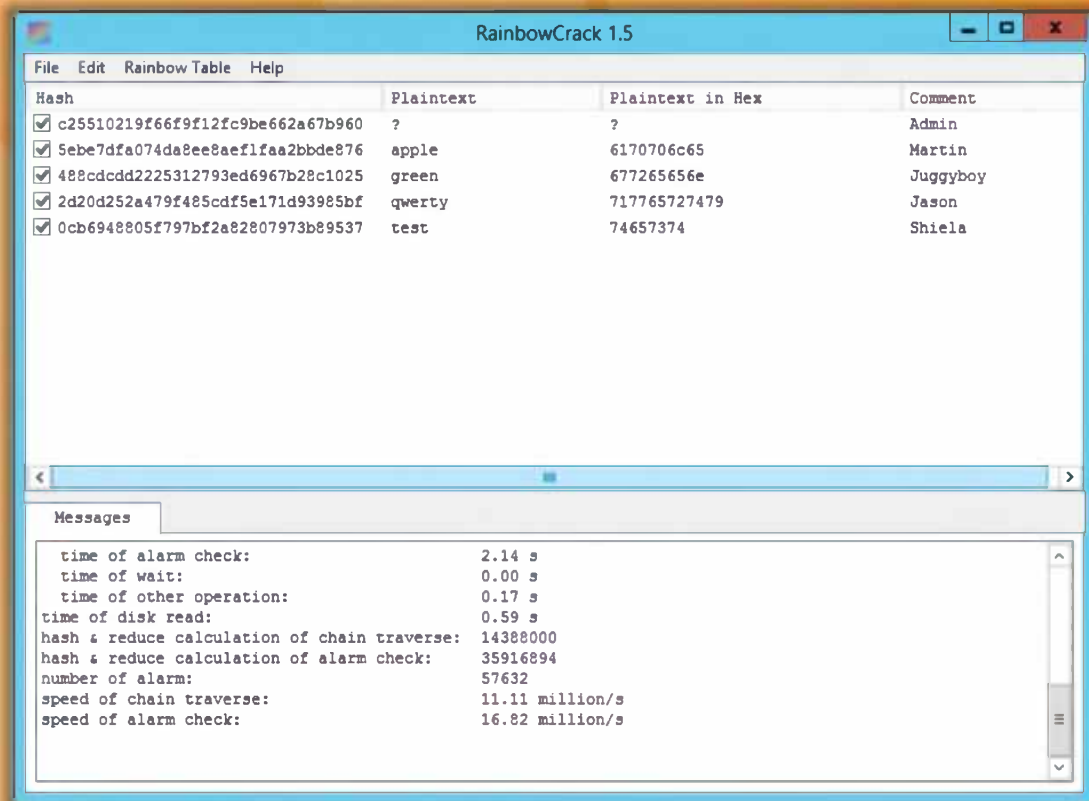 RainbowCrack 1.5
File Edit Rainbow Table Help
Hash Plaintext Plaintext in Hex Comment
c25510219f66f9f12fc9be662a67b960 ? ? Admin
5ebe7dfa074da8ee8aef1faa2bbde876 apple 6170706c65 Martin
488cdcdd2225312793ed6967b28c1025 green 677265656e Juggyboy
2d20d252a479f485cdf5e171d93985bf qwerty 717765727479 Jason
0cb6948805f797bf2a82807973b89537 test 74657374 Shiela
Messages
time of alarm check: 2.14 s
time of wait: 0.00 s
time of other operation: 0.17 s
time of disk read: 0.59 s
hash & reduce calculation of chain traverse: 14388000
hash & reduce calculation of alarm check: 35916894
number of alarm: 57632
speed of chain traverse: 11.11 million/s
speed of alarm check: 16.82 million/s